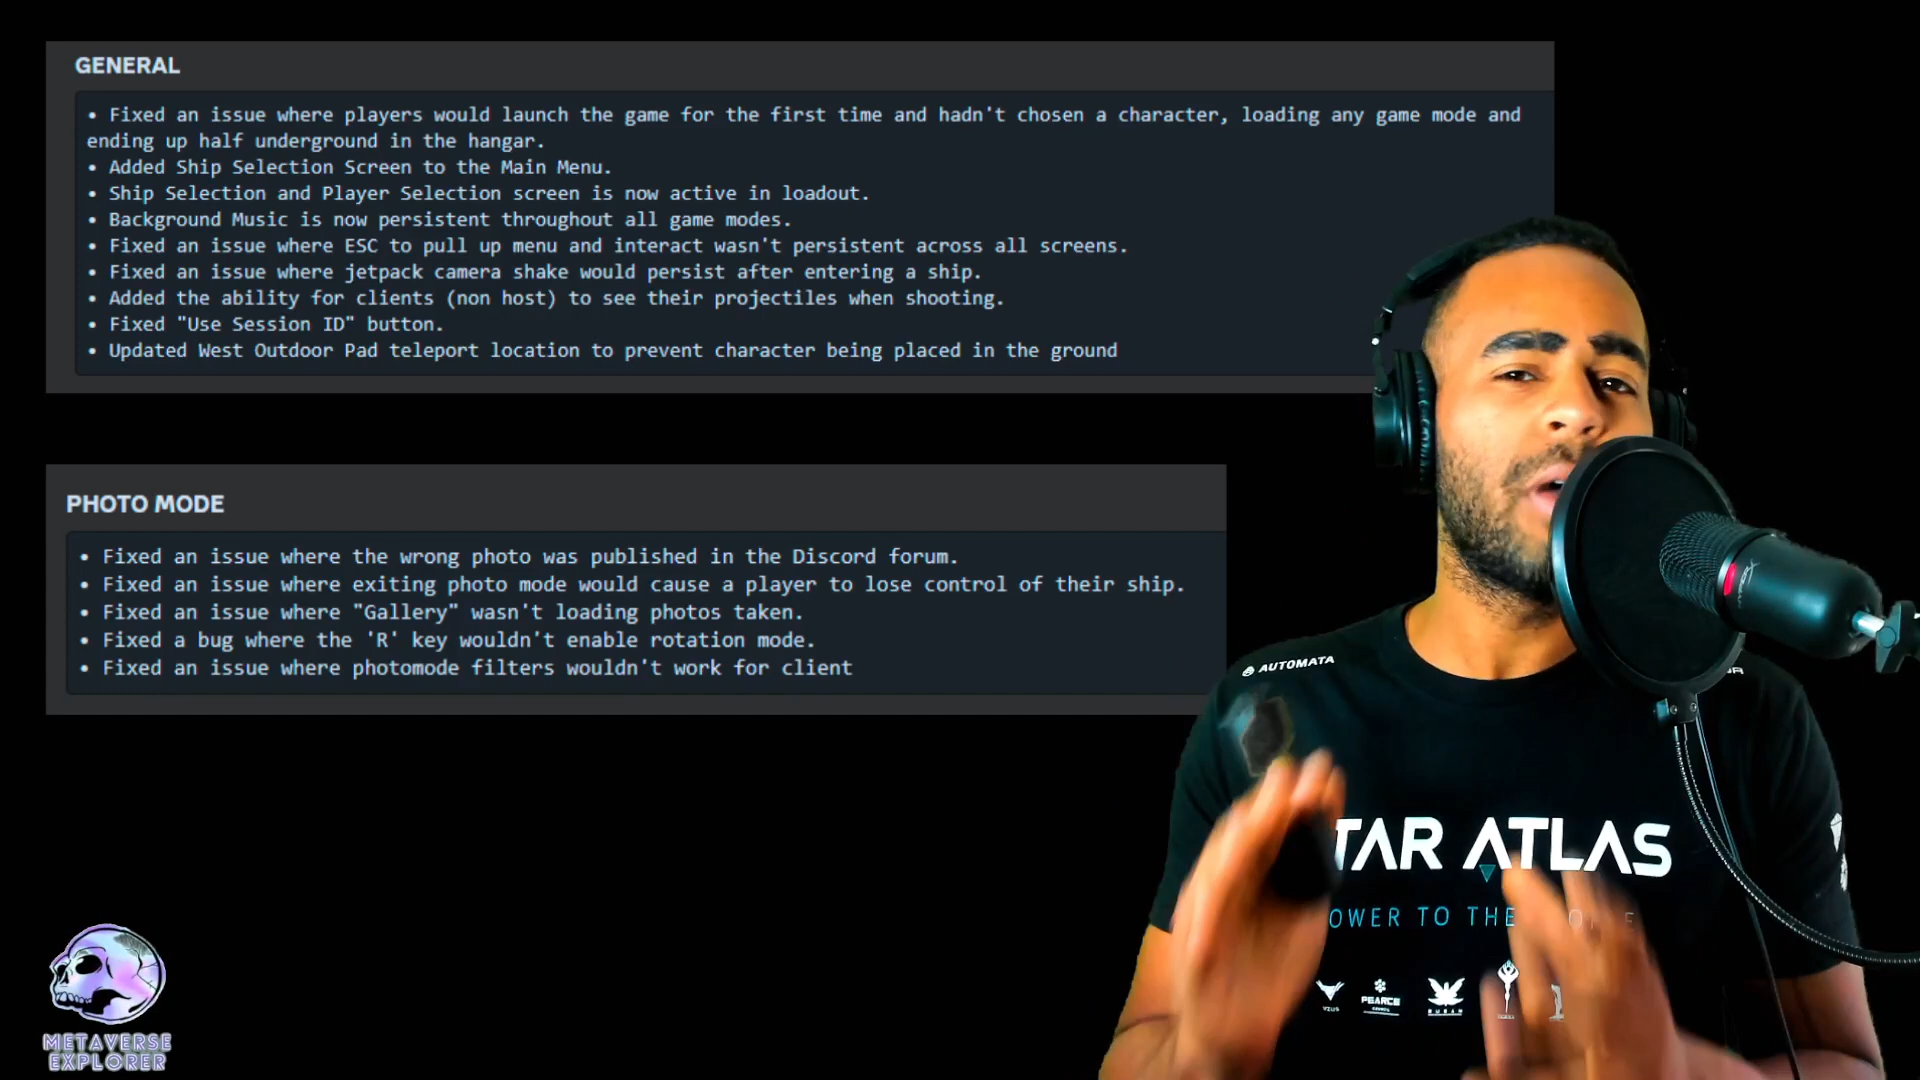 GENERAL
• Fixed an issue where players would launch the game for the first time and hadn't chosen a character, loading any game mode and
ending up half underground in the hangar.
• Added Ship Selection Screen to the Main Menu.
• Ship Selection and Player Selection screen is now active in loadout.
• Background Music is now persistent throughout all game modes.
• Fixed an issue where ESC to pull up menu and interact wasn't persistent across all screens.
• Fixed an issue where jetpack camera shake would persist after entering a ship.
• Added the ability for clients (non host) to see their projectiles when shooting.
• Fixed "Use Session ID" button.
• Updated West Outdoor Pad teleport location to prevent character being placed in the ground
PHOTO MODE
• Fixed an issue where the wrong photo was published in the Discord forum.
• Fixed an issue where exiting photo mode would cause a player to lose control of their ship.
• Fixed an issue where "Gallery" wasn't loading photos taken.
• Fixed a bug where the 'R' key wouldn't enable rotation mode.
• Fixed an issue where photomode filters wouldn't work for client
AUTOMATA
TAR ATLAS
OWER TO THE
PEARCE
METAVERSE
EXPLORER